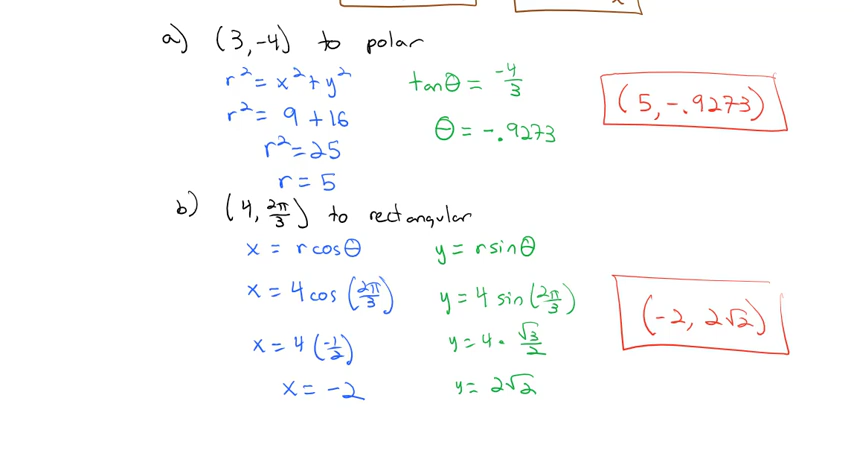 a) (3, -4) to polar
r² = x² + y²
tanθ = -4/3
r² = 9 + 16
θ = -.9273
(5, -.9273)
r² = 25
r = 5
b) (4, 2π/3) to rectangular
x = r cosθ
y = r sinθ
x = 4 cos (2π/3)
y = 4 sin (2π/3)
(-2, 2√2)
x = 4 (-1/2)
y = 4 · √3/2
x = -2
y = 2√2